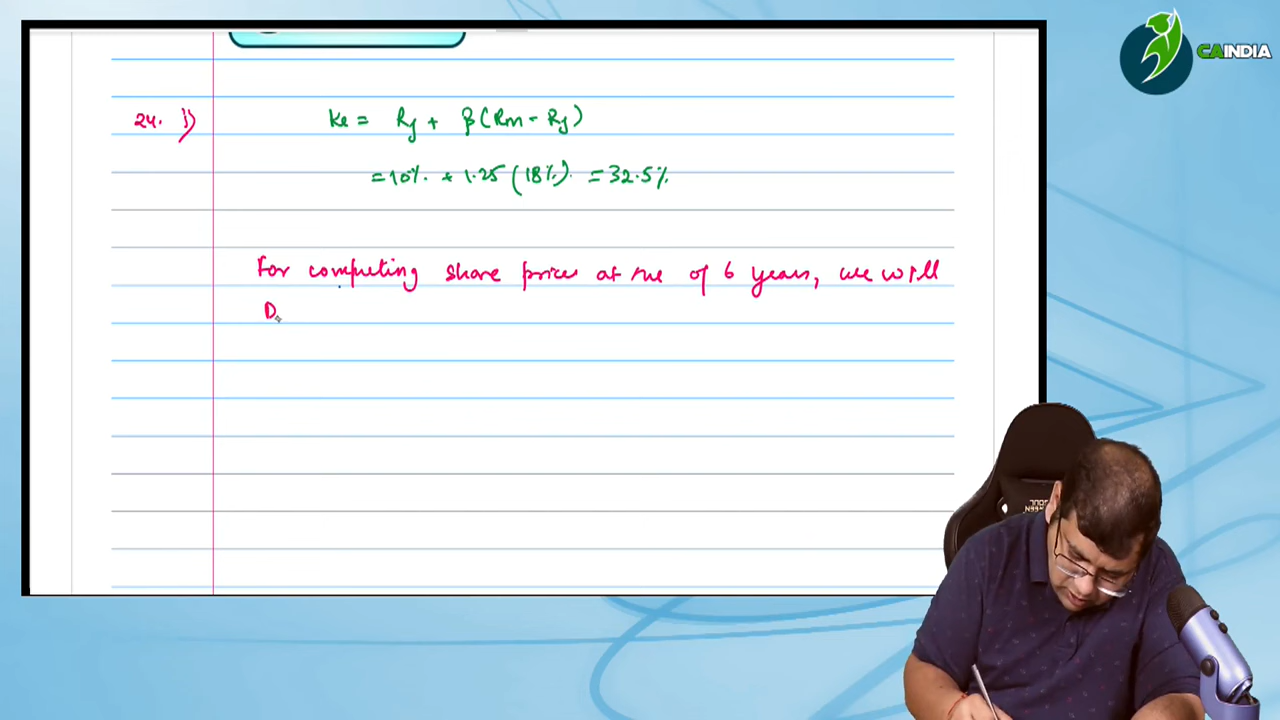 CAINDIA
24. i) Ke = Rf + β(Rm - Rf)
= 10% + 1.25 (18%) = 32.5%
For computing share price at the of 6 years, we will
D